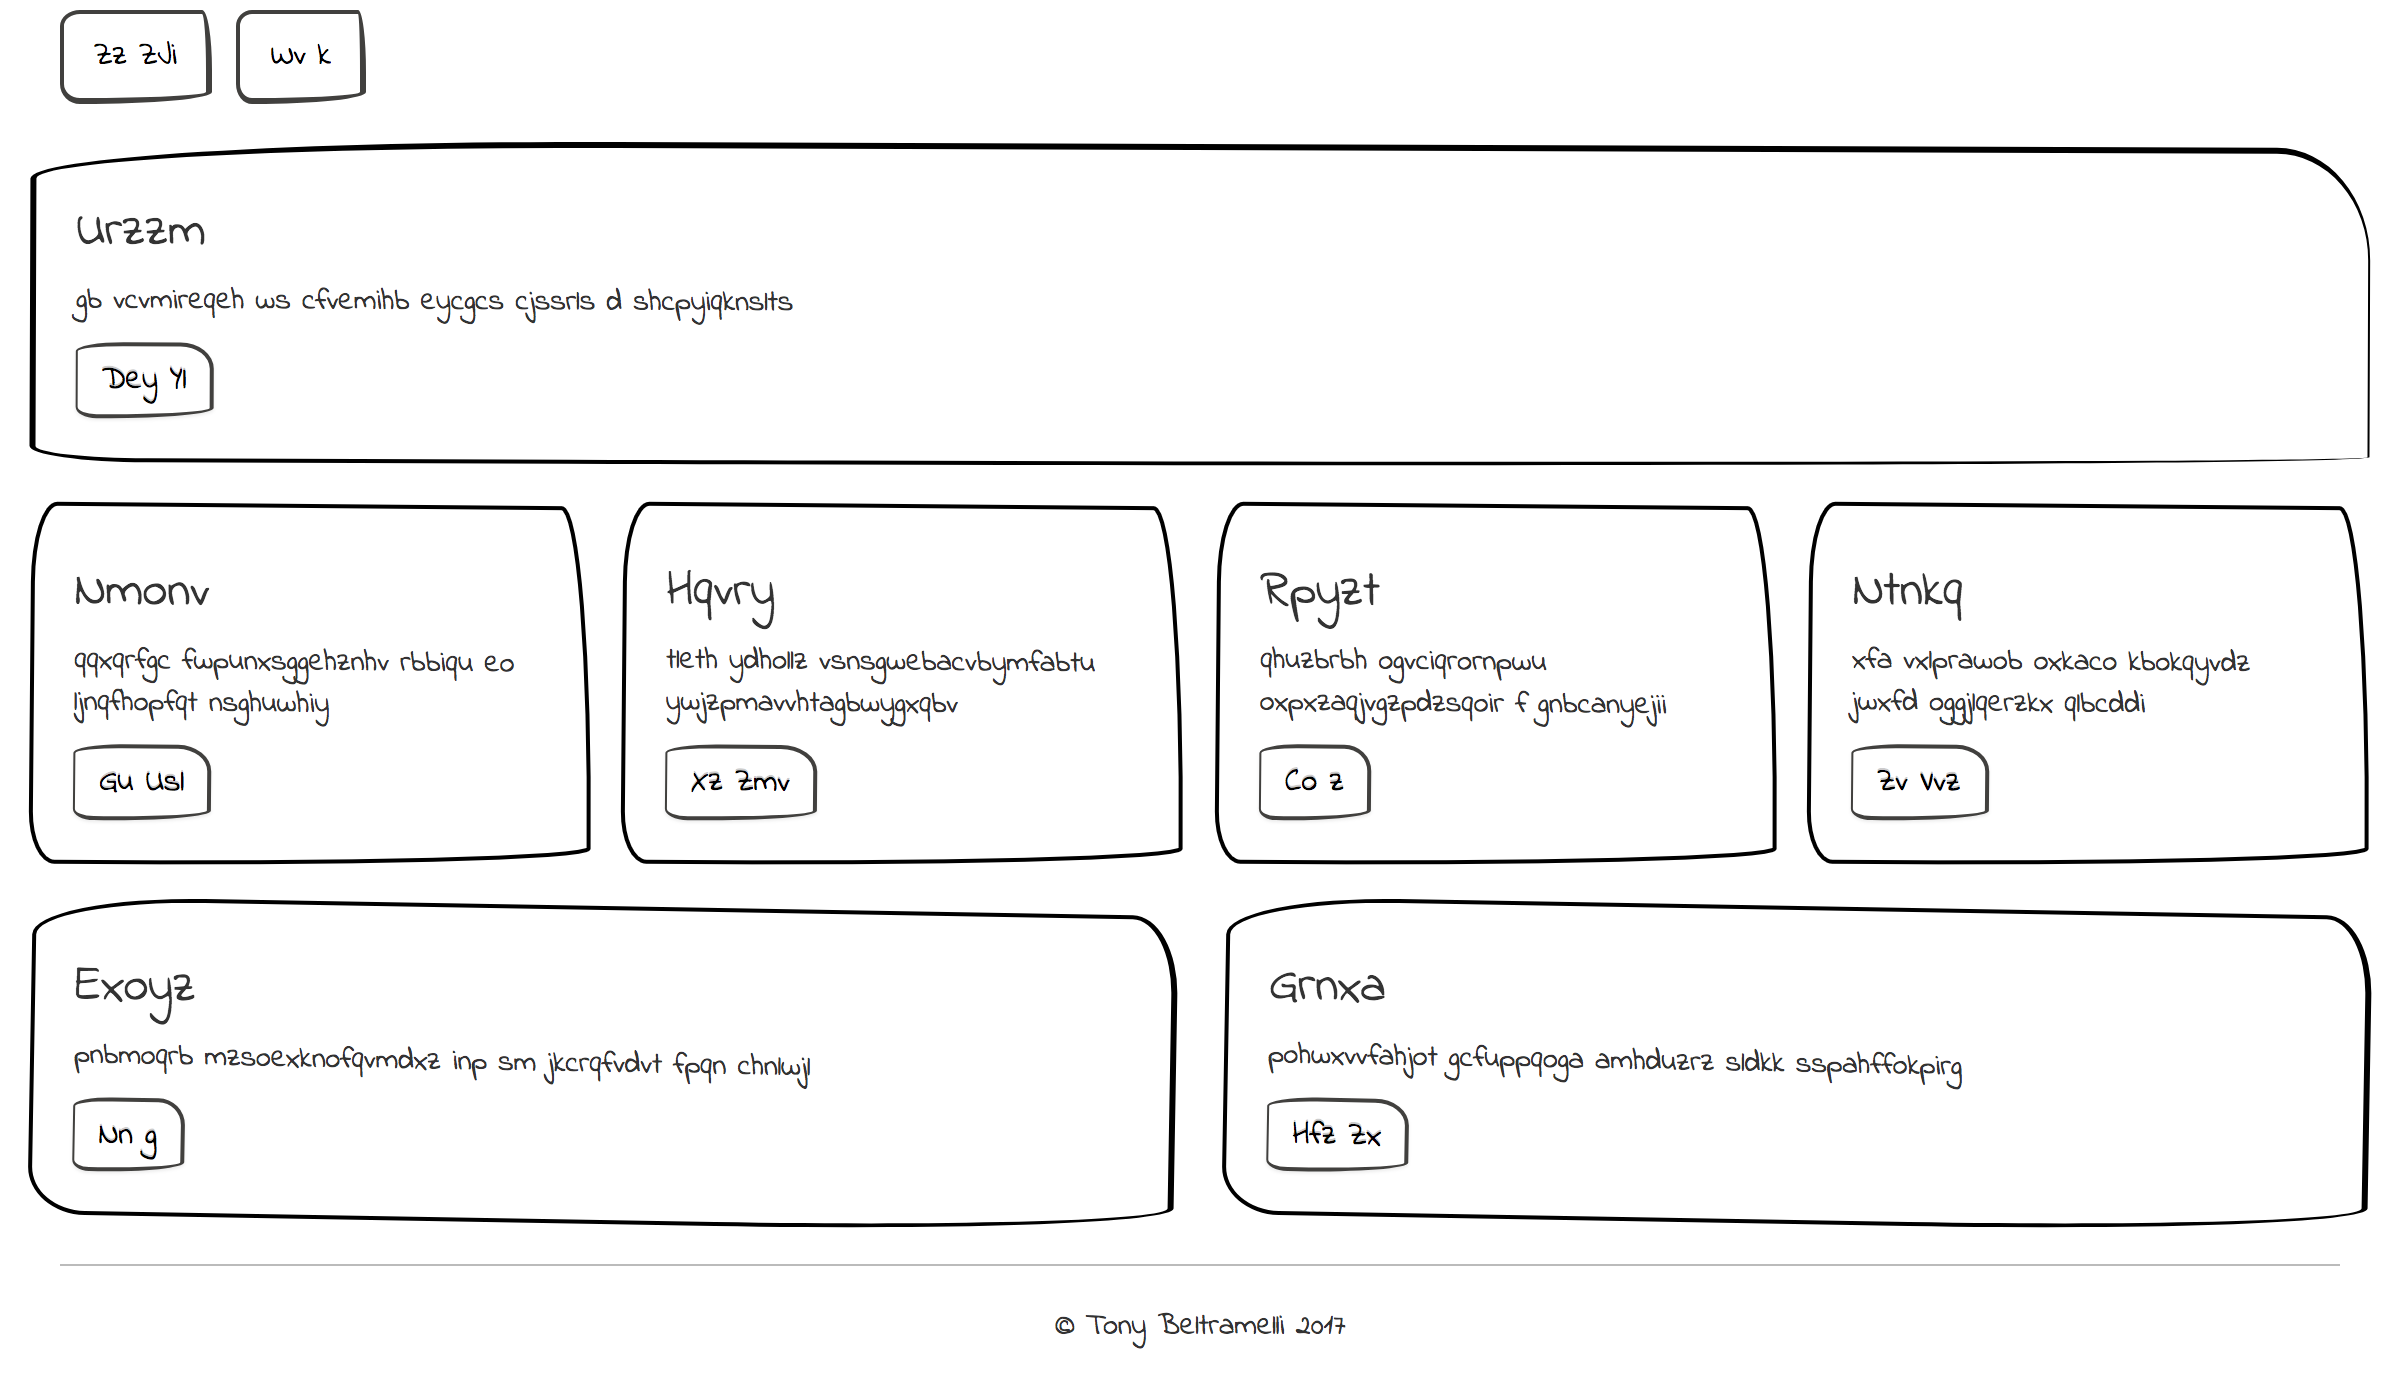 Zz ZJi
Wv k
Urzzm
gb vcvmireqeh ws cfvemihb eycgcs cjssrls d shcpyiqknslts
Dey Yl
Nmonv
qqxqrfgc fwpunxsggehznhv rbbiqu eo
ljnqfhopfqt nsghuwhiy
Gu Usl
Hqvry
tleth ydhollz vsnsgwebacvbymfabtu
ywjzpmavvhtagbwygxqbv
Xz Zmv
Rpyzt
qhuzbrbh ogvciqrornpwu
oxpxzaqjvgzpdzsqoir f gnbcanyejii
Co z
Ntnkq
xfa vxlprawob oxkaco kbokqyvdz
jwxfd oggjlqerzkx qlbcddi
Zv Vvz
Exoyz
pnbmoqrb mzsoexknofqvmdxz inp sm jkcrqfvdvt fpqn chnlwjl
Nn g
Grnxa
pohwxvvfahjot gcfuppqoga amhduzrz sldkk sspahffokpirg
Hfz Zx
© Tony Beltramelli 2017